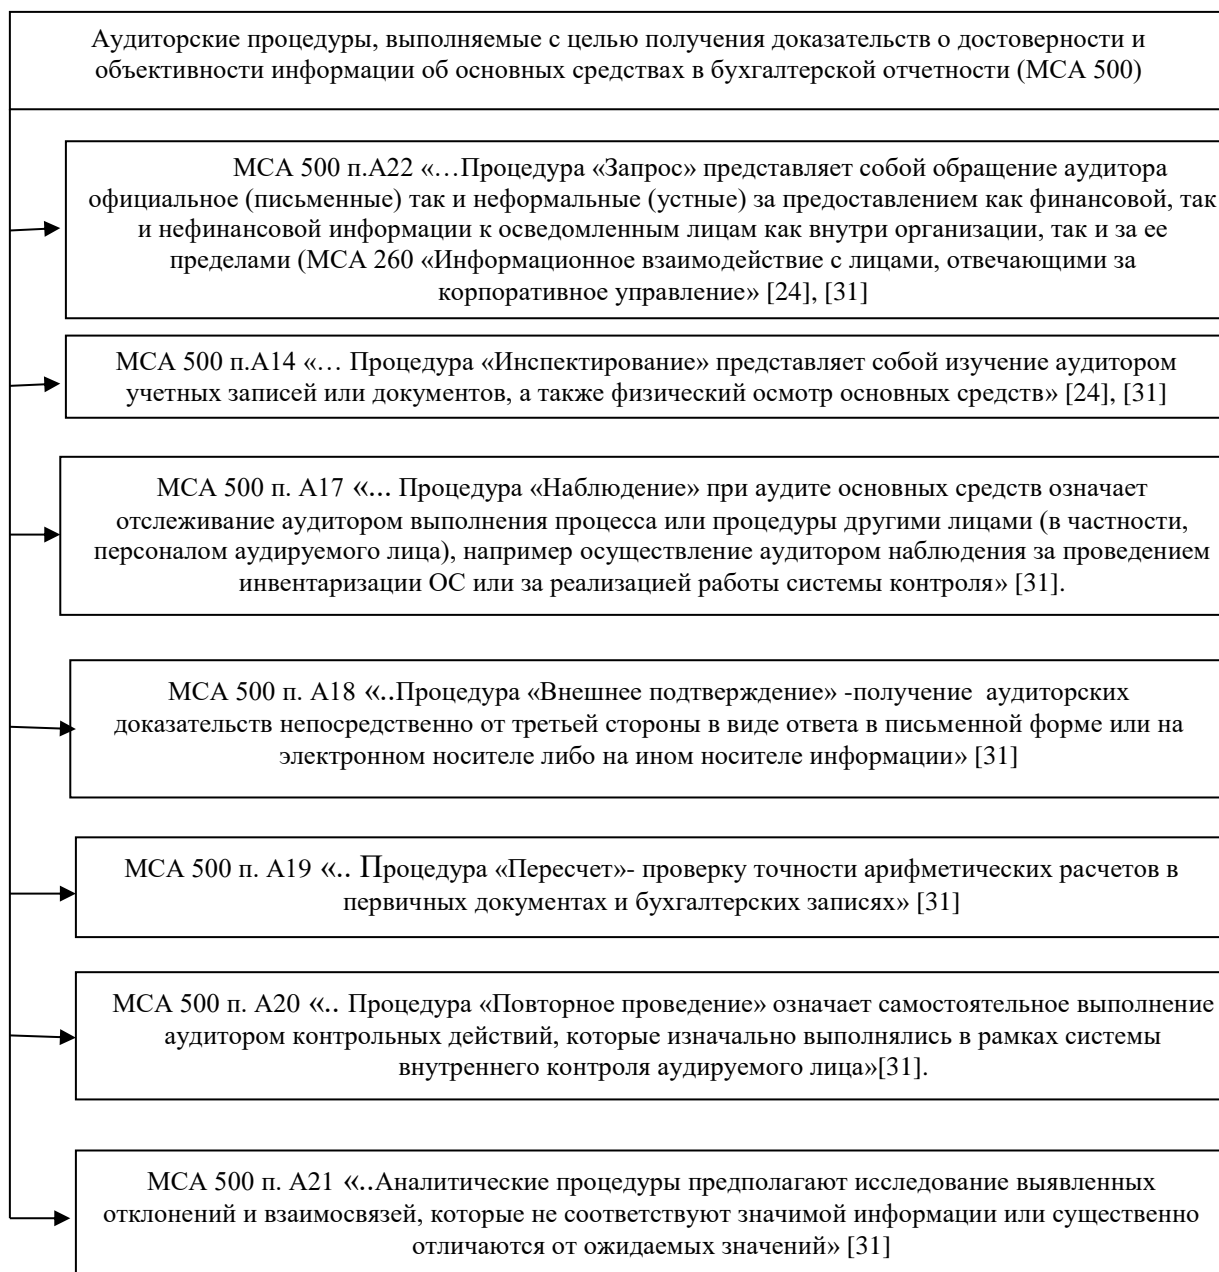 Аудиторские процедуры, выполняемые с целью получения доказательств о достоверности и
объективности информации об основных средствах в бухгалтерской отчетности (МСА 500)
МСА 500 п.А22 «…Процедура «Запрос» представляет собой обращение аудитора
официальное (письменные) так и неформальные (устные) за предоставлением как финансовой, так
и нефинансовой информации к осведомленным лицам как внутри организации, так и за ее
пределами (МСА 260 «Информационное взаимодействие с лицами, отвечающими за
корпоративное управление» [24], [31]
МСА 500 п.А14 «… Процедура «Инспектирование» представляет собой изучение аудитором
учетных записей или документов, а также физический осмотр основных средств» [24], [31]
МСА 500 п. А17 «… Процедура «Наблюдение» при аудите основных средств означает
отслеживание аудитором выполнения процесса или процедуры другими лицами (в частности,
персоналом аудируемого лица), например осуществление аудитором наблюдения за проведением
инвентаризации ОС или за реализацией работы системы контроля» [31].
МСА 500 п. А18 «..Процедура «Внешнее подтверждение» -получение аудиторских
доказательств непосредственно от третьей стороны в виде ответа в письменной форме или на
электронном носителе либо на ином носителе информации» [31]
МСА 500 п. А19 «.. Процедура «Пересчет»- проверку точности арифметических расчетов в
первичных документах и бухгалтерских записях» [31]
МСА 500 п. А20 «.. Процедура «Повторное проведение» означает самостоятельное выполнение
аудитором контрольных действий, которые изначально выполнялись в рамках системы
внутреннего контроля аудируемого лица»[31].
МСА 500 п. А21 «..Аналитические процедуры предполагают исследование выявленных
отклонений и взаимосвязей, которые не соответствуют значимой информации или существенно
отличаются от ожидаемых значений» [31]